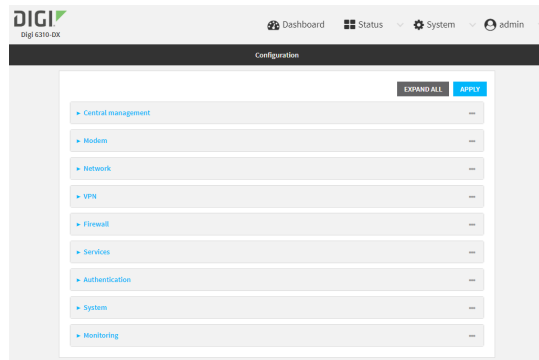 DIGI
Digi 6310-DX
Dashboard Status System admin
Configuration
EXPAND ALL APPLY
Central management
Modem
Network
VPN
Firewall
Services
Authentication
System
Monitoring